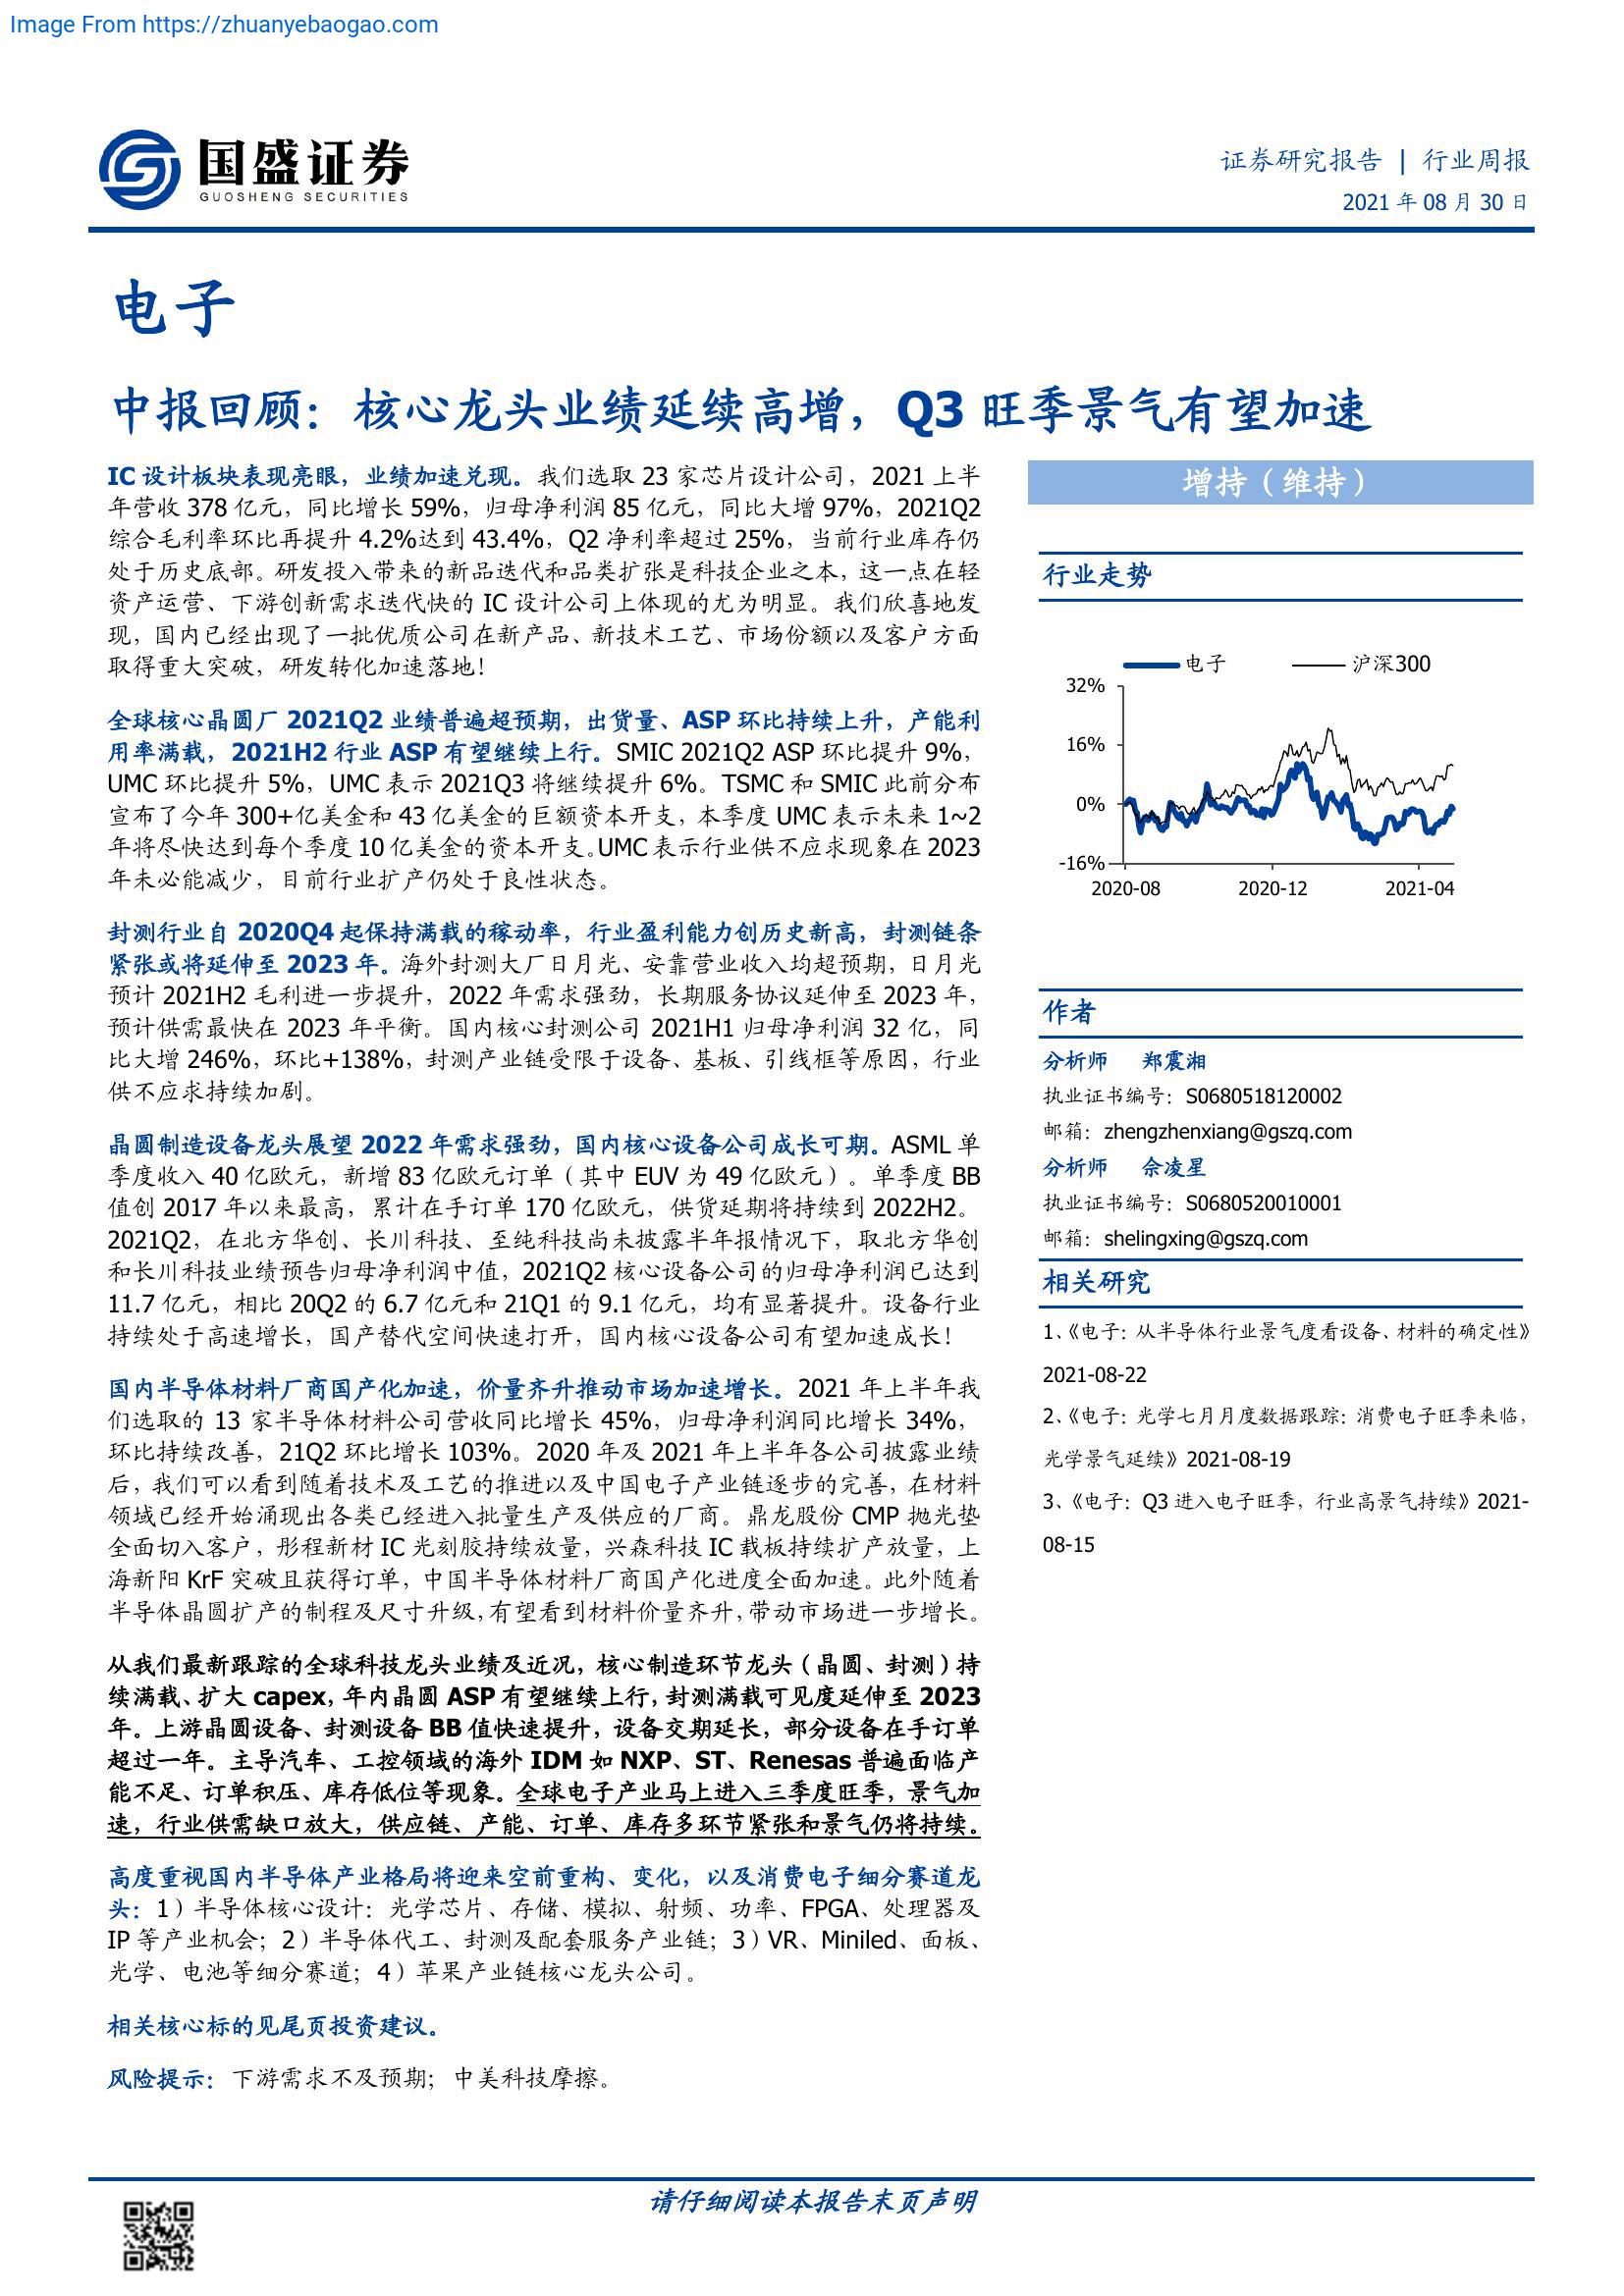 Image From https://zhuanyebaogao.com
国盛证券
GUOSHENG SECURITIES
证券研究报告 | 行业周报
2021 年 08 月 30 日
电子
中报回顾：核心龙头业绩延续高增，Q3 旺季景气有望加速
IC 设计板块表现亮眼，业绩加速兑现。我们选取 23 家芯片设计公司，2021 上半
年营收 378 亿元，同比增长 59%，归母净利润 85 亿元，同比大增 97%，2021Q2
综合毛利率环比再提升 4.2%达到 43.4%，Q2 净利率超过 25%，当前行业库存仍
处于历史底部。研发投入带来的新品迭代和品类扩张是科技企业之本，这一点在轻
资产运营、下游创新需求迭代快的 IC 设计公司上体现的尤为明显。我们欣喜地发
现，国内已经出现了一批优质公司在新产品、新技术工艺、市场份额以及客户方面
取得重大突破，研发转化加速落地！
全球核心晶圆厂 2021Q2 业绩普遍超预期，出货量、ASP 环比持续上升，产能利
用率满载，2021H2 行业 ASP 有望继续上行。SMIC 2021Q2 ASP 环比提升 9%，
UMC 环比提升 5%，UMC 表示 2021Q3 将继续提升 6%。TSMC 和 SMIC 此前分布
宣布了今年 300+亿美金和 43 亿美金的巨额资本开支，本季度 UMC 表示未来 1~2
年将尽快达到每个季度 10 亿美金的资本开支。UMC 表示行业供不应求现象在 2023
年未必能减少，目前行业扩产仍处于良性状态。
封测行业自 2020Q4 起保持满载的稼动率，行业盈利能力创历史新高，封测链条
紧张或将延伸至 2023 年。海外封测大厂日月光、安靠营业收入均超预期，日月光
预计 2021H2 毛利进一步提升，2022 年需求强劲，长期服务协议延伸至 2023 年，
预计供需最快在 2023 年平衡。国内核心封测公司 2021H1 归母净利润 32 亿，同
比大增 246%，环比+138%，封测产业链受限于设备、基板、引线框等原因，行业
供不应求持续加剧。
晶圆制造设备龙头展望 2022 年需求强劲，国内核心设备公司成长可期。ASML 单
季度收入 40 亿欧元，新增 83 亿欧元订单（其中 EUV 为 49 亿欧元）。单季度 BB
值创 2017 年以来最高，累计在手订单 170 亿欧元，供货延期将持续到 2022H2。
2021Q2，在北方华创、长川科技、至纯科技尚未披露半年报情况下，取北方华创
和长川科技业绩预告归母净利润中值，2021Q2 核心设备公司的归母净利润已达到
11.7 亿元，相比 20Q2 的 6.7 亿元和 21Q1 的 9.1 亿元，均有显著提升。设备行业
持续处于高速增长，国产替代空间快速打开，国内核心设备公司有望加速成长！
国内半导体材料厂商国产化加速，价量齐升推动市场加速增长。2021 年上半年我
们选取的 13 家半导体材料公司营收同比增长 45%，归母净利润同比增长 34%，
环比持续改善，21Q2 环比增长 103%。2020 年及 2021 年上半年各公司披露业绩
后，我们可以看到随着技术及工艺的推进以及中国电子产业链逐步的完善，在材料
领域已经开始涌现出各类已经进入批量生产及供应的厂商。鼎龙股份 CMP 抛光垫
全面切入客户，彤程新材 IC 光刻胶持续放量，兴森科技 IC 载板持续扩产放量，上
海新阳 KrF 突破且获得订单，中国半导体材料厂商国产化进度全面加速。此外随着
半导体晶圆扩产的制程及尺寸升级，有望看到材料价量齐升，带动市场进一步增长。
从我们最新跟踪的全球科技龙头业绩及近况，核心制造环节龙头（晶圆、封测）持
续满载、扩大 capex，年内晶圆 ASP 有望继续上行，封测满载可见度延伸至 2023
年。上游晶圆设备、封测设备 BB 值快速提升，设备交期延长，部分设备在手订单
超过一年。主导汽车、工控领域的海外 IDM 如 NXP、ST、Renesas 普遍面临产
能不足、订单积压、库存低位等现象。全球电子产业马上进入三季度旺季，景气加
速，行业供需缺口放大，供应链、产能、订单、库存多环节紧张和景气仍将持续。
高度重视国内半导体产业格局将迎来空前重构、变化，以及消费电子细分赛道龙
头：1）半导体核心设计：光学芯片、存储、模拟、射频、功率、FPGA、处理器及
IP 等产业机会；2）半导体代工、封测及配套服务产业链；3）VR、Miniled、面板、
光学、电池等细分赛道；4）苹果产业链核心龙头公司。
相关核心标的见尾页投资建议。
风险提示：下游需求不及预期；中美科技摩擦。
增持（维持）
行业走势
电子 沪深300
32%
16%
0%
-16%
2020-08 2020-12 2021-04
作者
分析师 郑震湘
执业证书编号：S0680518120002
邮箱：zhengzhenxiang@gszq.com
分析师 佘凌星
执业证书编号：S0680520010001
邮箱：shelingxing@gszq.com
相关研究
1、《电子：从半导体行业景气度看设备、材料的确定性》
2021-08-22
2、《电子：光学七月月度数据跟踪：消费电子旺季来临，
光学景气延续》2021-08-19
3、《电子：Q3 进入电子旺季，行业高景气持续》2021-
08-15
请仔细阅读本报告末页声明